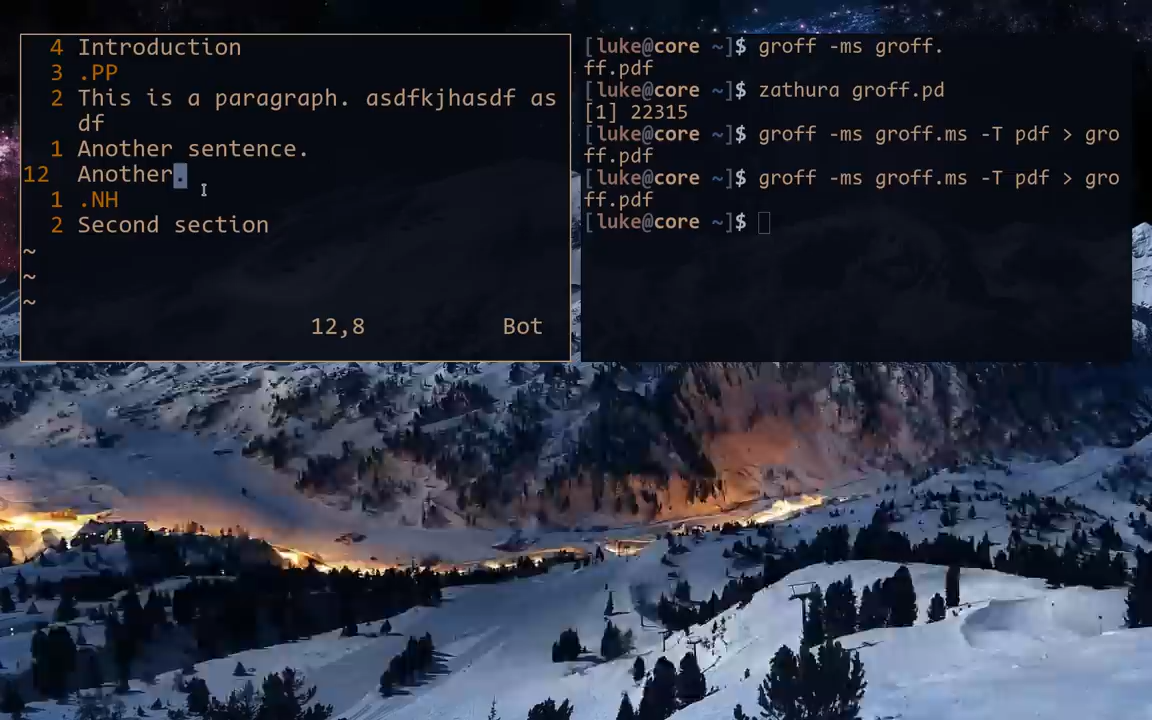 4 Introduction
3 .PP
2 This is a paragraph. asdfkjhasdf as
df
1 Another sentence.
12 Another.
1 .NH
2 Second section
~
~
~
12,8 Bot
[luke@core ~]$ groff -ms groff.
ff.pdf
[luke@core ~]$ zathura groff.pd
[1] 22315
[luke@core ~]$ groff -ms groff.ms -T pdf > gro
ff.pdf
[luke@core ~]$ groff -ms groff.ms -T pdf > gro
ff.pdf
[luke@core ~]$